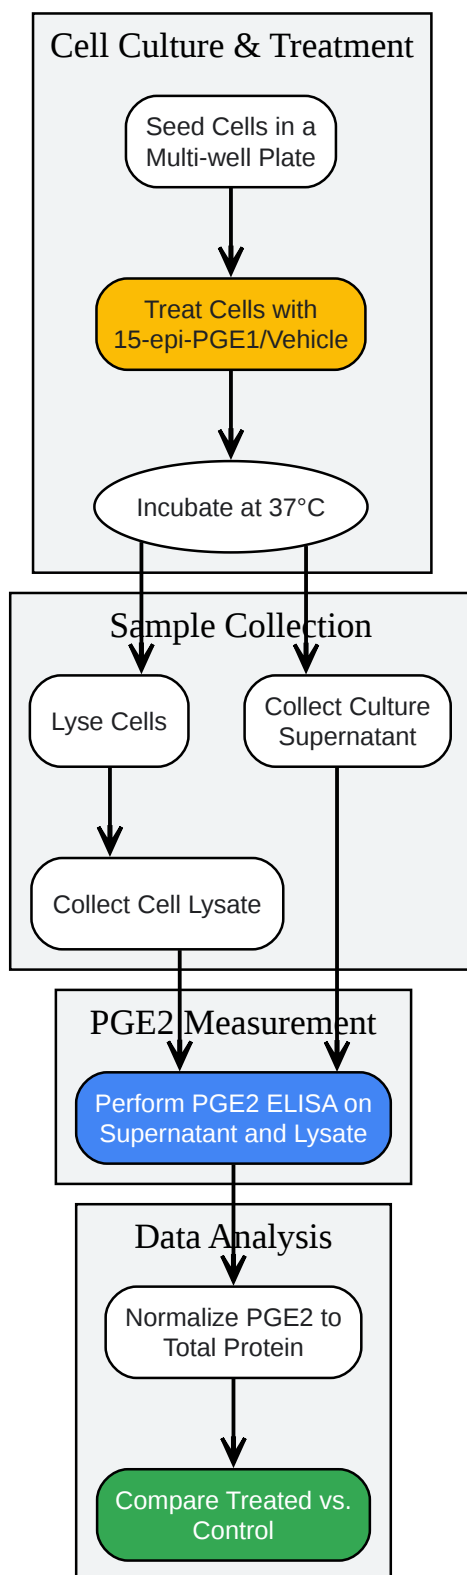 Cell Culture & Treatment
Seed Cells in a
Multi-well Plate
Treat Cells with
15-epi-PGE1/Vehicle
Incubate at 37°C
Sample Collection
Lyse Cells
Collect Culture
Supernatant
Collect Cell Lysate
PGE2 Measurement
Perform PGE2 ELISA on
Supernatant and Lysate
Data Analysis
Normalize PGE2 to
Total Protein
Compare Treated vs.
Control